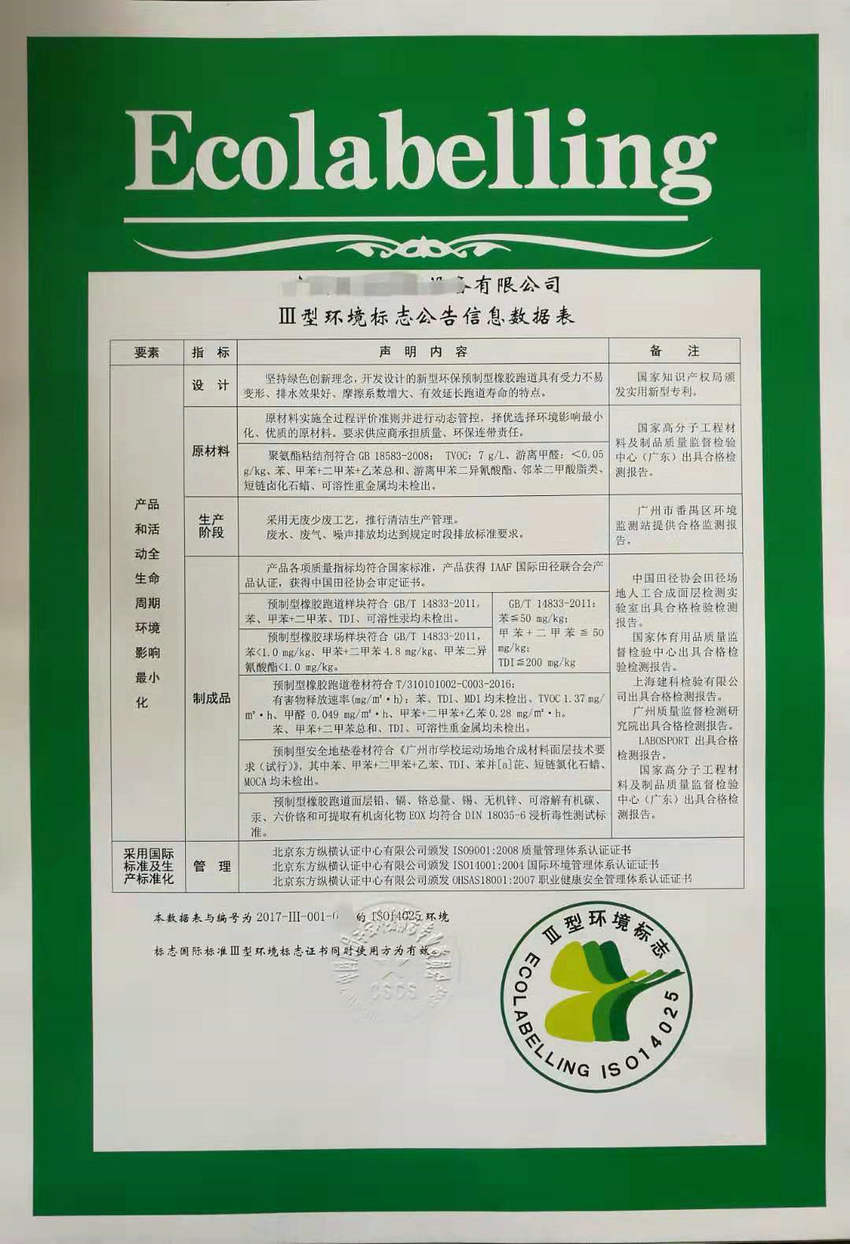 Ecolabelling
设备有限公司
Ⅲ型环境标志公告信息数据表
要素 指 标 声 明 内 容 备 注
产品
和活
动全
生命
周期
环境
影响
最小
化
设 计
坚持绿色创新理念，开发设计的新型环保预制型橡胶跑道具有受力不易
变形、排水效果好、摩擦系数增大、有效延长跑道寿命的特点。
国家知识产权局颁
发实用新型专利。
原材料
原材料实施全过程评价准则并进行动态管控，择优选择环境影响最小
化、优质的原材料。要求供应商承担质量、环保连带责任。
聚氨酯粘结剂符合GB 18583-2008；TVOC：7 g/L、游离甲醛：＜0.05
g/kg、苯、甲苯+二甲苯+乙苯总和、游离甲苯二异氰酸酯、邻苯二甲酸脂类、
短链卤化石蜡、可溶性重金属均未检出。
国家高分子工程材
料及制品质量监督检验
中心（广东）出具合格检
测报告。
生产
阶段
采用无废少废工艺，推行清洁生产管理。
废水、废气、噪声排放均达到规定时段排放标准要求。
广州市番禺区环境
监测站提供合格监测报
告。
制成品
产品各项质量指标均符合国家标准，产品获得 IAAF 国际田径联合会产
品认证，获得中国田径协会审定证书。
预制型橡胶跑道样块符合 GB/T 14833-2011，
苯、甲苯+二甲苯、TDI、可溶性汞均未检出。
预制型橡胶球场样块符合 GB/T 14833-2011，
苯<1.0 mg/kg、甲苯+二甲苯 4.8 mg/kg、甲苯二异
氰酸酯<1.0 mg/kg。
GB/T 14833-2011：
苯≦50 mg/kg；
甲苯+二甲苯≦50
mg/kg；
TDI≦200 mg/kg
预制型橡胶跑道卷材符合 T/310101002-C003-2016：
有害物释放速率(mg/㎡·h)：苯、TDI、MDI 均未检出、TVOC 1.37 mg/
㎡·h、甲醛 0.049 mg/㎡·h、甲苯+二甲苯+乙苯 0.28 mg/㎡·h。
苯、甲苯+二甲苯总和、TDI、可溶性重金属均未检出。
预制型安全地垫卷材符合《广州市学校运动场地合成材料面层技术要
求（试行）》，其中苯、甲苯+二甲苯+乙苯、TDI、苯并[a]芘、短链氯化石蜡、
MOCA 均未检出。
预制型橡胶跑道面层铅、镉、铬总量、锡、无机锌、可溶解有机碳、
汞、六价铬和可提取有机卤化物 EOX 均符合 DIN 18035-6 浸析毒性测试标
准。
中国田径协会田径场
地人工合成面层检测实
验室出具合格检验检测
报告。
国家体育用品质量监
督检验中心出具合格检
验检测报告。
上海建科检验有限公
司出具合格检测报告。
广州质量监督检测研
究院出具合格检测报告。
LABOSPORT 出具合格
检测报告。
国家高分子工程材
料及制品质量监督检验
中心（广东）出具合格检
测报告。
采用国际
标准及生
产标准化
管 理
北京东方纵横认证中心有限公司颁发 ISO9001:2008 质量管理体系认证证书
北京东方纵横认证中心有限公司颁发 ISO14001:2004 国际环境管理体系认证证书
北京东方纵横认证中心有限公司颁发 OHSAS18001:2007 职业健康安全管理体系认证证书
本数据表与编号为 2017-III-001- 的 ISO14025 环境
标志国际标准Ⅲ型环境标志证书同时使用方为有效。
CSCS
Ⅲ型环境标志
ECOLABELLING ISO14025